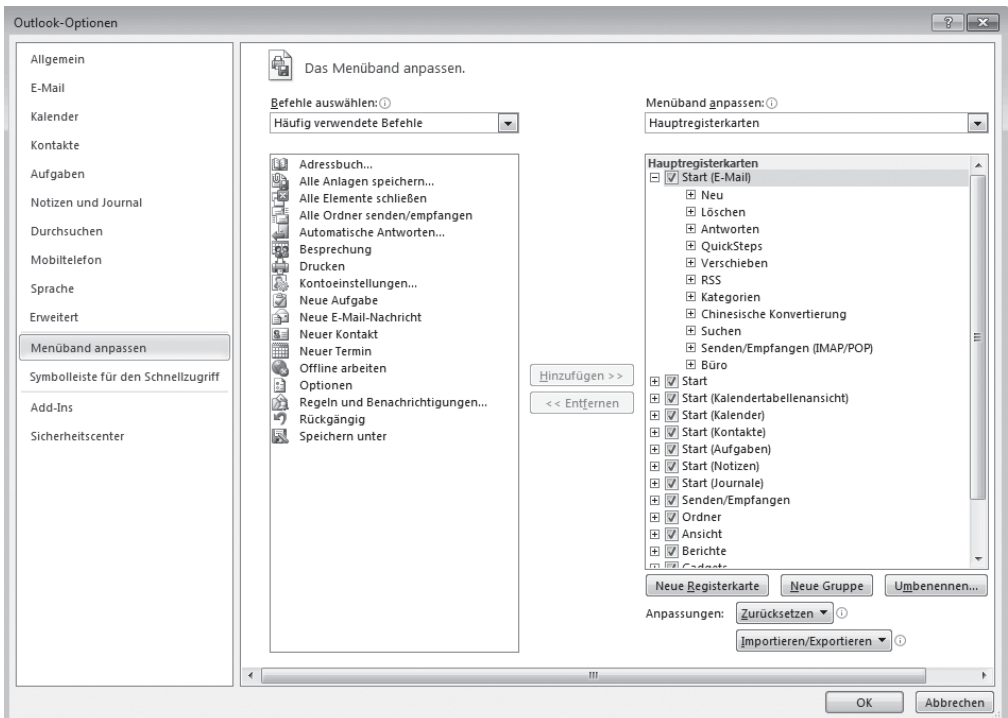 Outlook-Optionen
Allgemein
E-Mail
Kalender
Kontakte
Aufgaben
Notizen und Journal
Durchsuchen
Mobiltelefon
Sprache
Erweitert
Menüband anpassen
Symbolleiste für den Schnellzugriff
Add-Ins
Sicherheitscenter
Das Menüband anpassen.
Befehle auswählen:
Häufig verwendete Befehle
Adressbuch...
Alle Anlagen speichern...
Alle Elemente schließen
Alle Ordner senden/empfangen
Automatische Antworten...
Besprechung
Drucken
Kontoeinstellungen...
Neue Aufgabe
Neue E-Mail-Nachricht
Neuer Kontakt
Neuer Termin
Offline arbeiten
Optionen
Regeln und Benachrichtigungen...
Rückgängig
Speichern unter
Hinzufügen >>
<< Entfernen
Menüband anpassen:
Hauptregisterkarten
Hauptregisterkarten
Start (E-Mail)
Neu
Löschen
Antworten
QuickSteps
Verschieben
RSS
Kategorien
Chinesische Konvertierung
Suchen
Senden/Empfangen (IMAP/POP)
Büro
Start
Start (Kalendertabellenansicht)
Start (Kalender)
Start (Kontakte)
Start (Aufgaben)
Start (Notizen)
Start (Journale)
Senden/Empfangen
Ordner
Ansicht
Berichte
Gadgets
Neue Registerkarte
Neue Gruppe
Umbenennen...
Anpassungen:
Zurücksetzen
Importieren/Exportieren
OK
Abbrechen